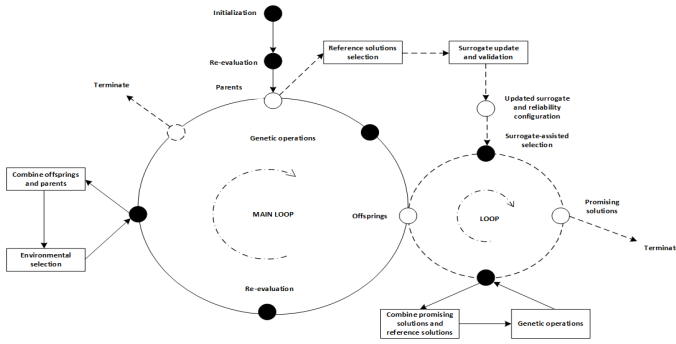 Initialization
Re-evaluation
Parents
Reference solutions
selection
Surrogate update
and validation
Terminate
Updated surrogate
and reliability
configuration
Genetic operations
Surrogate-assisted
selection
Combine offsprings
and parents
MAIN LOOP
Offsprings
LOOP
Promising
solutions
Terminate
Environmental
selection
Re-evaluation
Combine promising
solutions and
reference solutions
Genetic operations